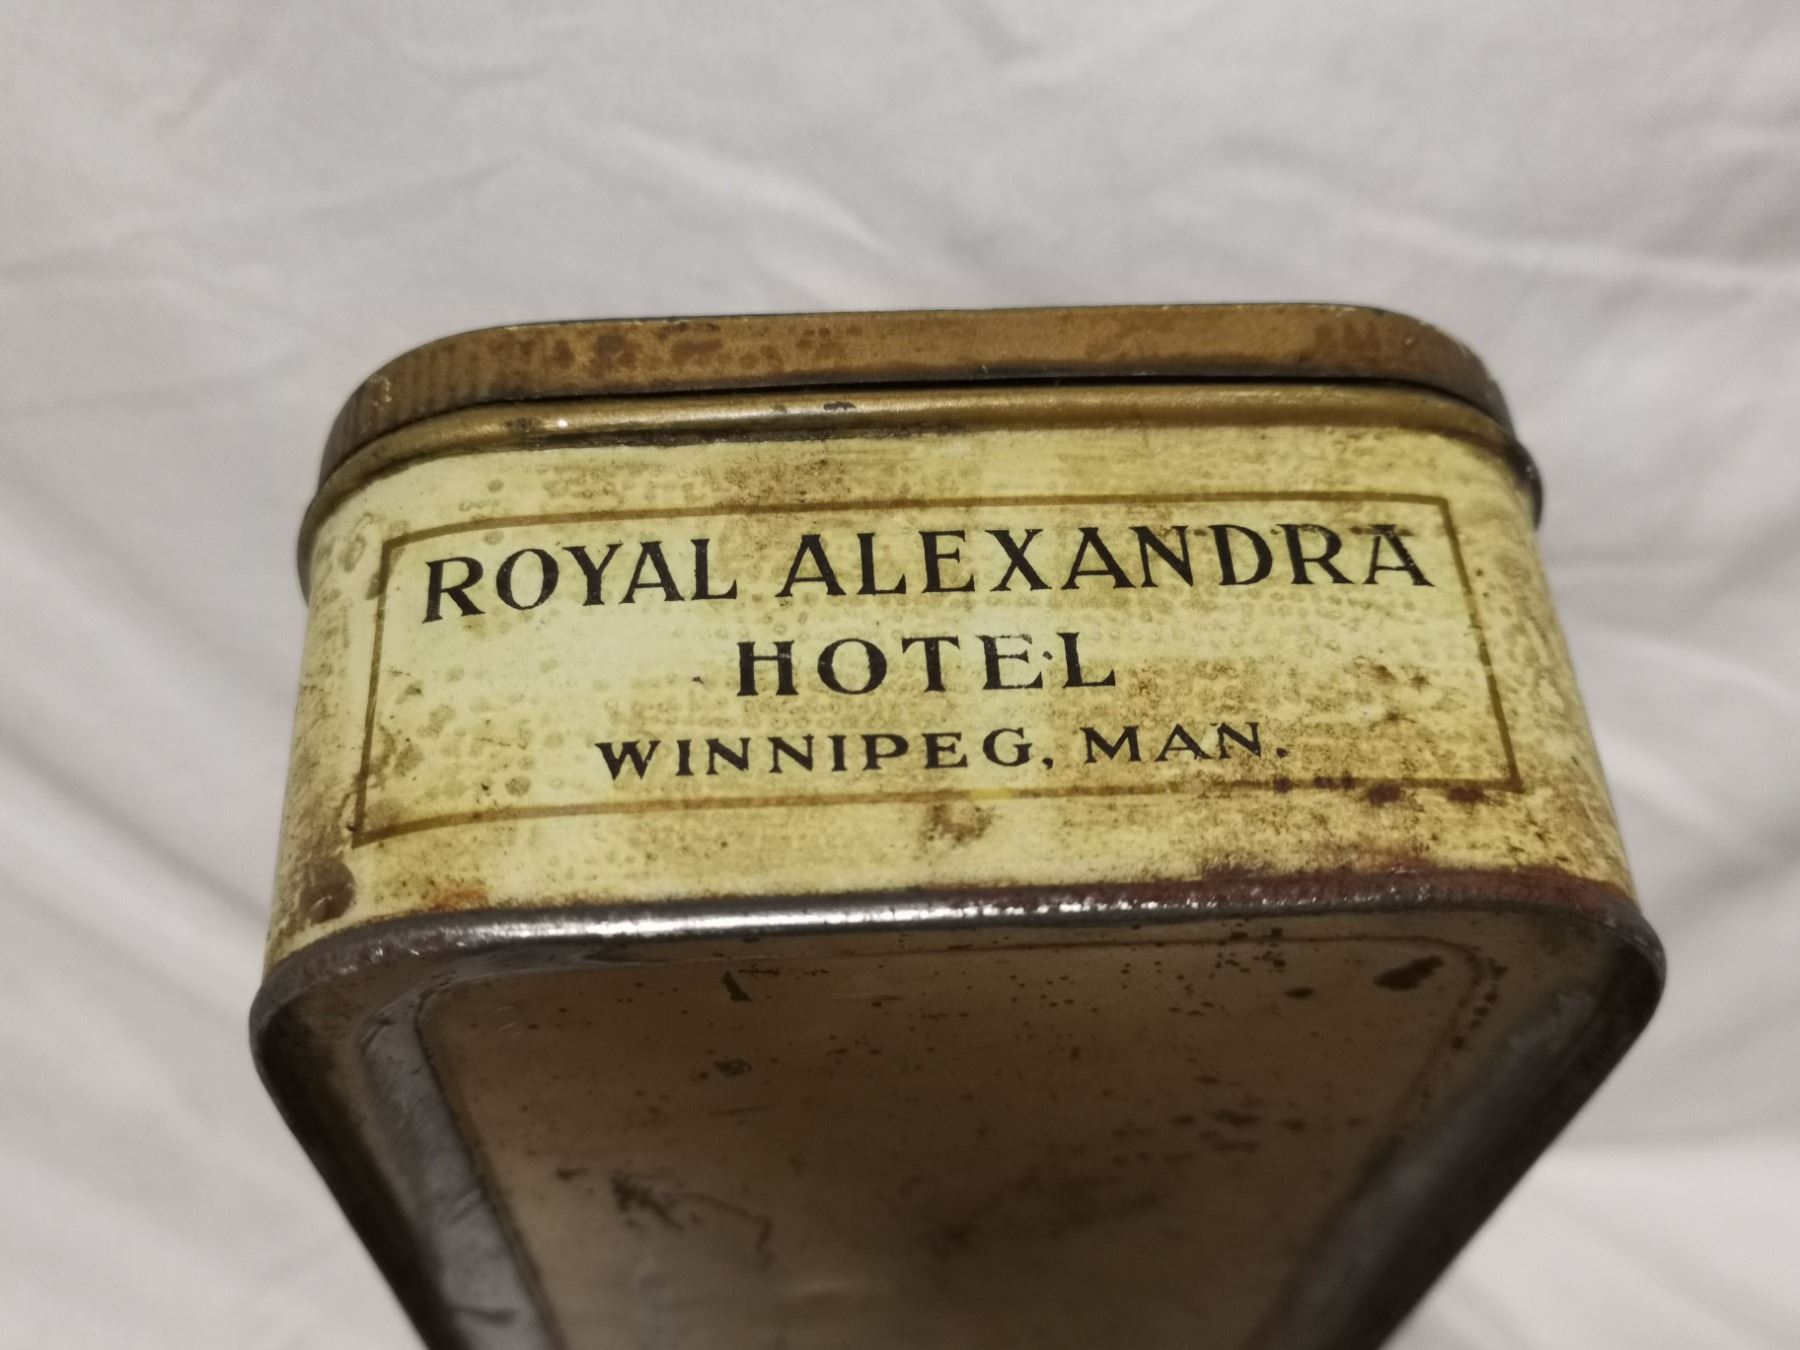 ROYAL ALEXANDRA
HOTEL
WINNIPEG, MAN.